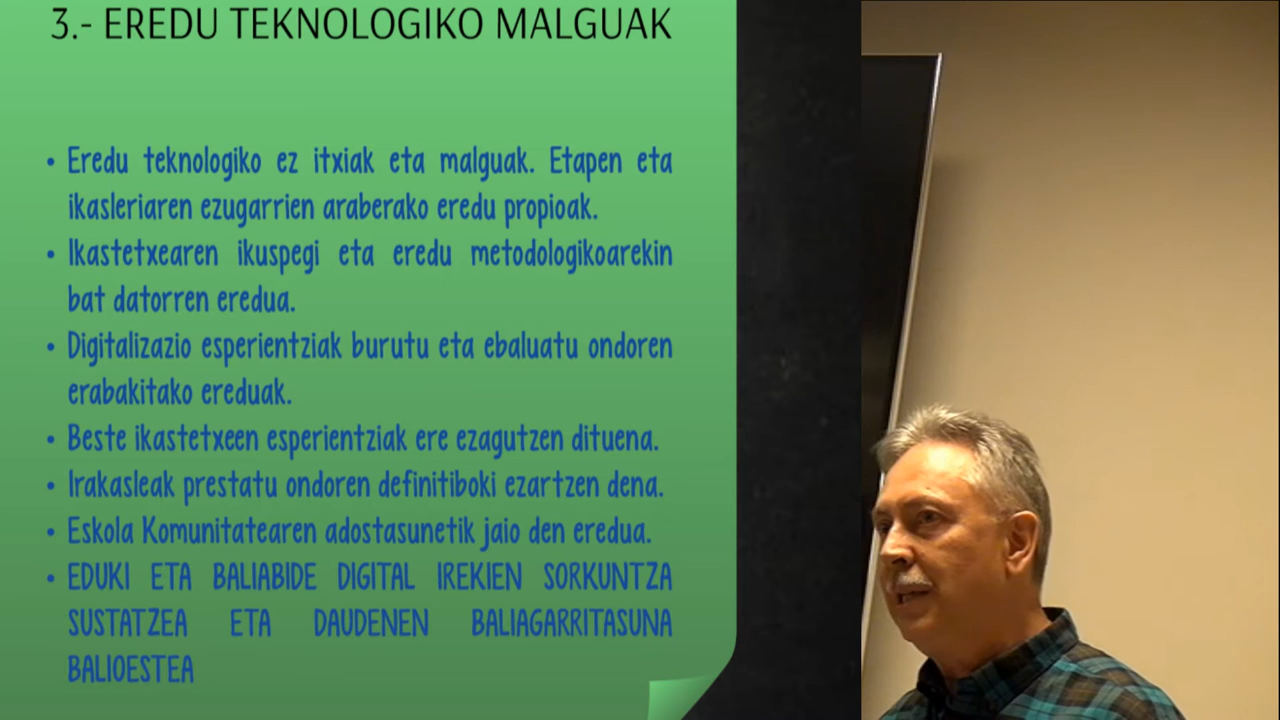 3.- EREDU TEKNOLOGIKO MALGUAK
• Eredu teknologiko ez itxiak eta malguak. Etapen eta
ikasleriaren ezugarrien araberako eredu propioak.
• Ikastetxearen ikuspegi eta eredu metodologikoarekin
bat datorren eredua.
• Digitalizazio esperientziak burutu eta ebaluatu ondoren
erabakitako ereduak.
• Beste ikastetxeen esperientziak ere ezagutzen dituena.
• Irakasleak prestatu ondoren definitiboki ezartzen dena.
• Eskola Komunitatearen adostasunetik jaio den eredua.
• EDUKI ETA BALIABIDE DIGITAL IREKIEN SORKUNTZA
SUSTATZEA ETA DAUDENEN BALIAGARRITASUNA
BALIOESTEA